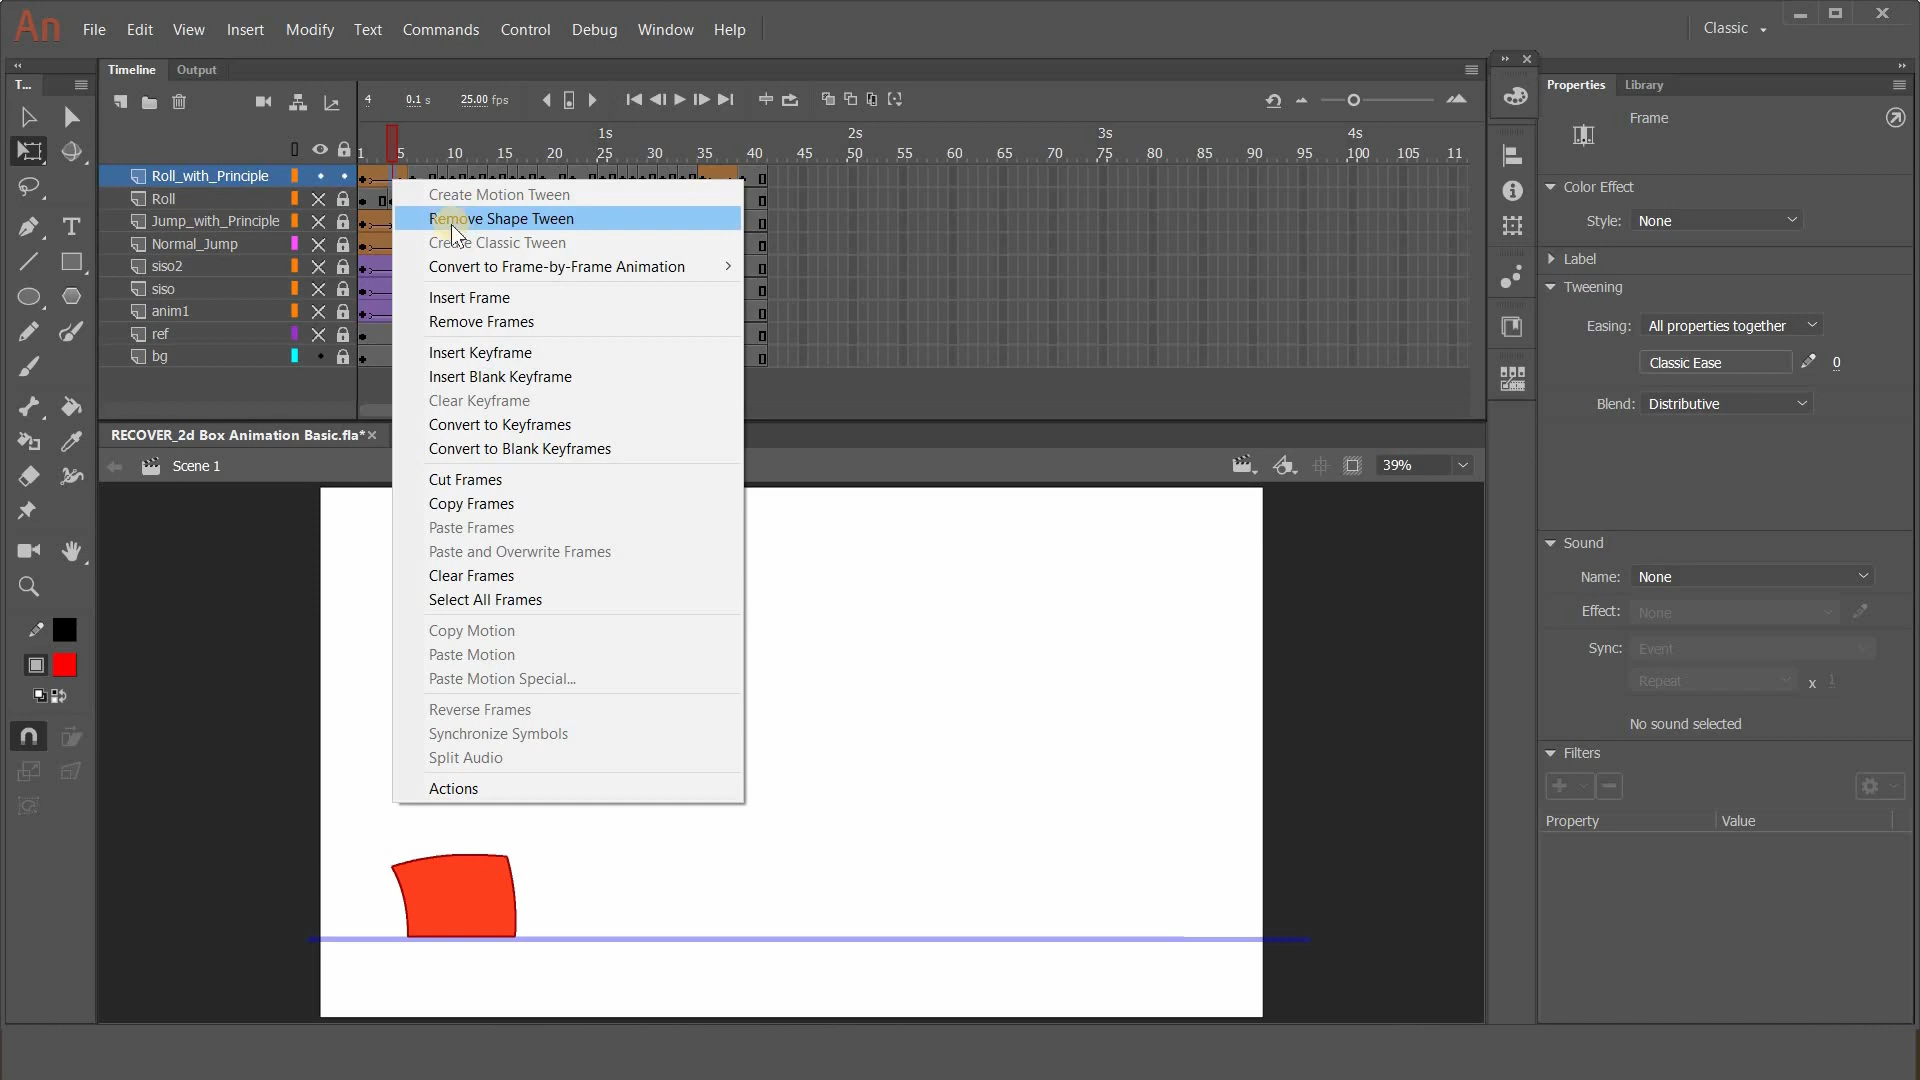 An File Edit View Insert Modify Text Commands Control Debug Window Help Classic
Timeline Output
T...
4 0.1 s 25.00 fps
1s 2s 3s 4s
1 5 10 15 20 25 30 35 40 45 50 55 60 65 70 75 80 85 90 95 100 105 11
Roll_with_Principle
Roll
Jump_with_Principle
Normal_Jump
siso2
siso
anim1
ref
bg
Create Motion Tween
Remove Shape Tween
Create Classic Tween
Convert to Frame-by-Frame Animation
Insert Frame
Remove Frames
Insert Keyframe
Insert Blank Keyframe
Clear Keyframe
Convert to Keyframes
Convert to Blank Keyframes
Cut Frames
Copy Frames
Paste Frames
Paste and Overwrite Frames
Clear Frames
Select All Frames
Copy Motion
Paste Motion
Paste Motion Special...
Reverse Frames
Synchronize Symbols
Split Audio
Actions
RECOVER_2d Box Animation Basic.fla*
Scene 1
39%
Properties Library
Frame
Color Effect
Style: None
Label
Tweening
Easing: All properties together
Classic Ease 0
Blend: Distributive
Sound
Name: None
Effect: None
Sync: Event
Repeat x 1
No sound selected
Filters
Property Value